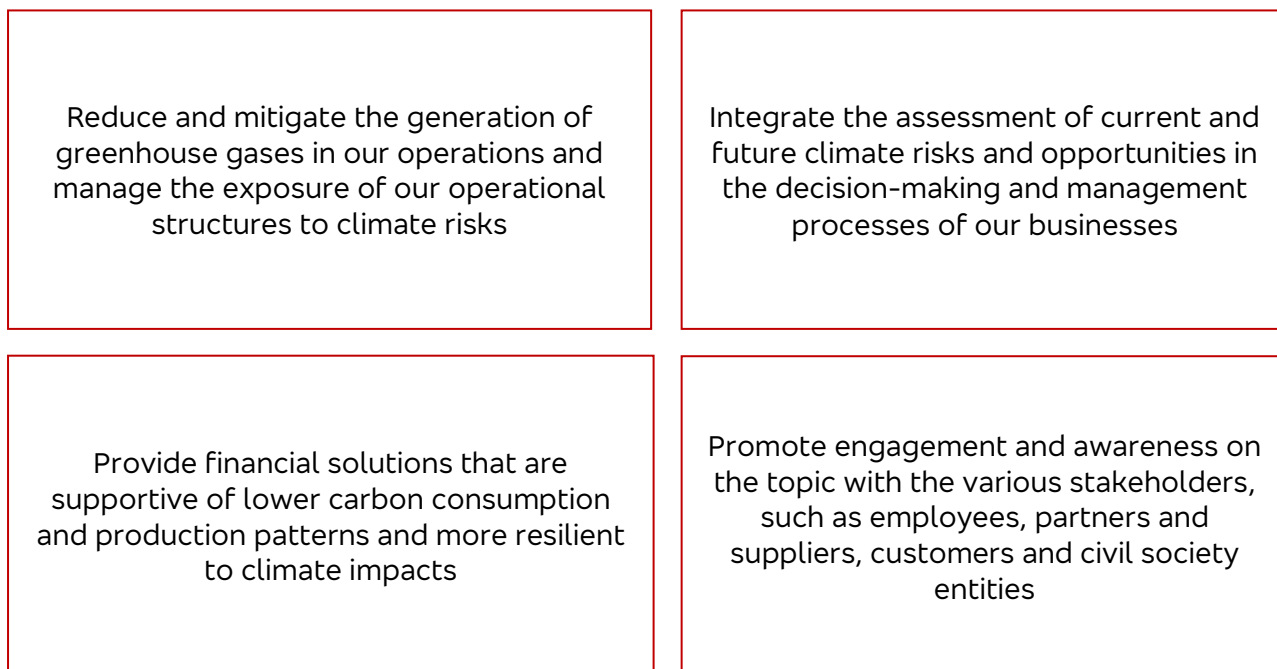 Reduce and mitigate the generation of
greenhouse gases in our operations and
manage the exposure of our operational
structures to climate risks
Integrate the assessment of current and
future climate risks and opportunities in
the decision-making and management
processes of our businesses
Provide financial solutions that are
supportive of lower carbon consumption
and production patterns and more resilient
to climate impacts
Promote engagement and awareness on
the topic with the various stakeholders,
such as employees, partners and
suppliers, customers and civil society
entities